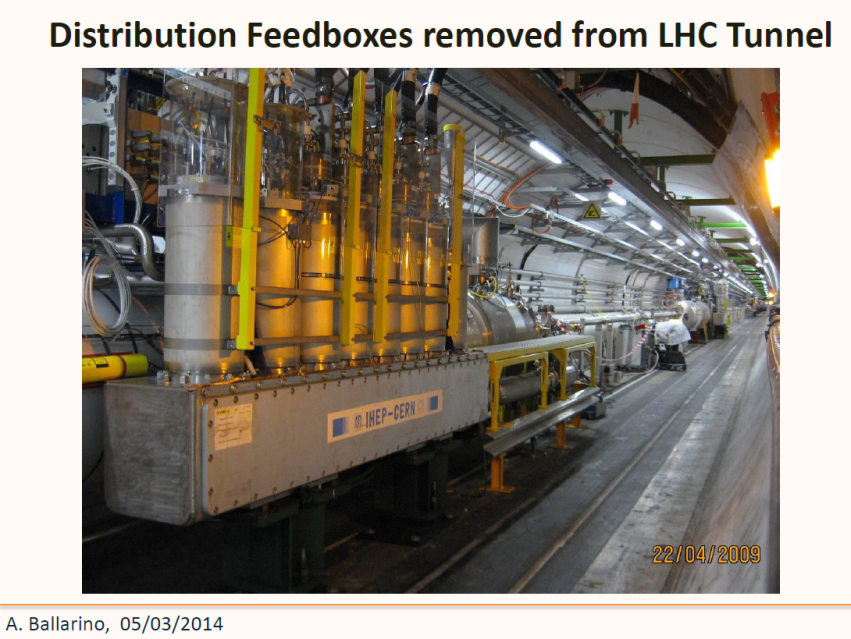 Distribution Feedboxes removed from LHC Tunnel
IHEP-CERN
22/04/2009
A. Ballarino, 05/03/2014